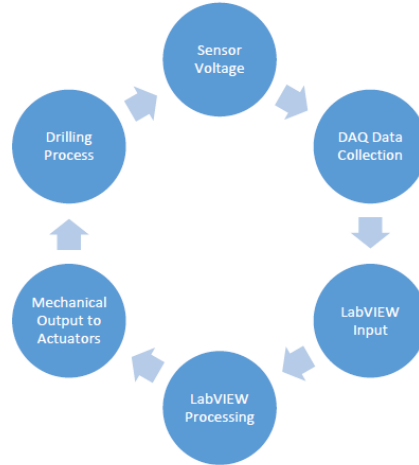 Sensor
Voltage
DAQ Data
Collection
LabVIEW
Input
LabVIEW
Processing
Mechanical
Output to
Actuators
Drilling
Process